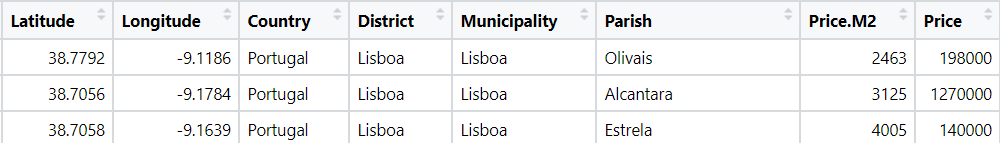 Latitude Longitude Country District Municipality Parish Price.M2 Price
38.7792 -9.1186 Portugal Lisboa Lisboa Olivais 2463 198000
38.7056 -9.1784 Portugal Lisboa Lisboa Alcantara 3125 1270000
38.7058 -9.1639 Portugal Lisboa Lisboa Estrela 4005 140000